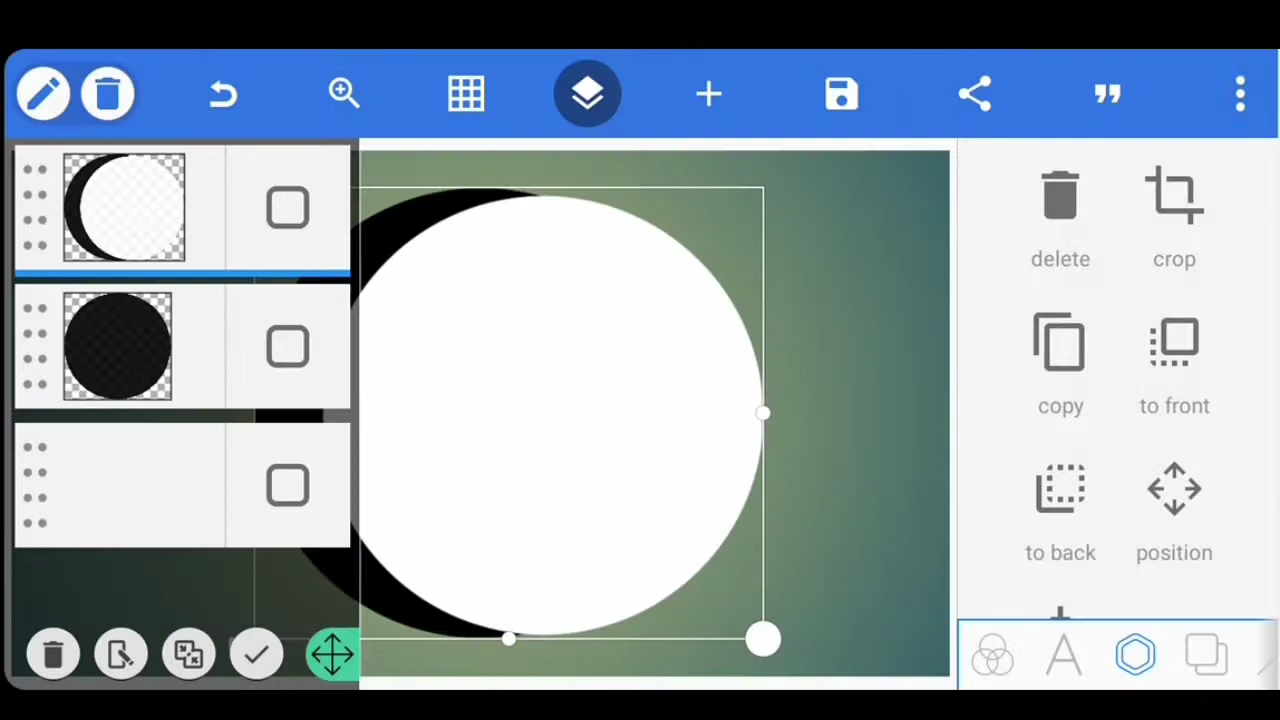 delete
crop
copy
to front
to back
position